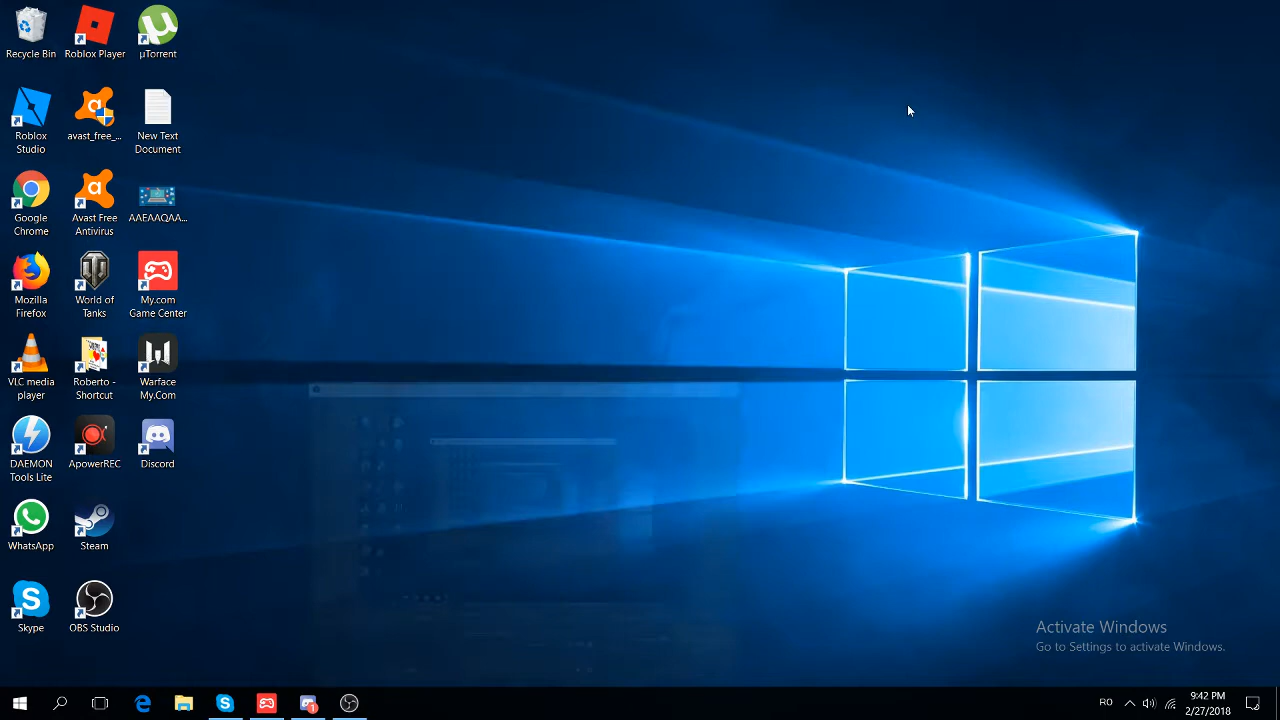 Recycle Bin
Roblox Player
µTorrent
Roblox
Studio
avast_free_...
New Text
Document
Google
Chrome
Avast Free
Antivirus
AAEAAQAA...
Mozilla
Firefox
World of
Tanks
My.com
Game Center
VLC media
player
Roberto -
Shortcut
Warface
My.Com
DAEMON
Tools Lite
ApowerREC
Discord
WhatsApp
Steam
Skype
OBS Studio
Activate Windows
Go to Settings to activate Windows.
RO
9:42 PM
2/27/2018
1